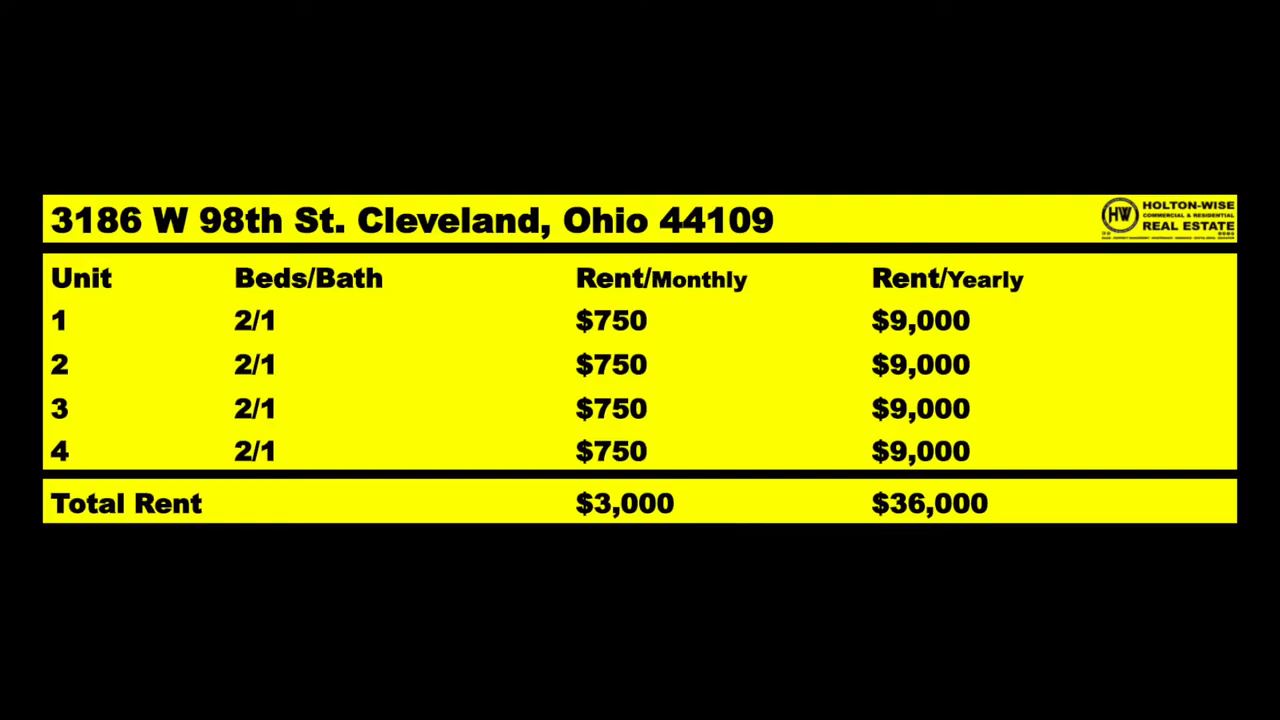 3186 W 98th St. Cleveland, Ohio 44109
HW
HOLTON-WISE
COMMERCIAL & RESIDENTIAL
REAL ESTATE
Unit Beds/Bath Rent/Monthly Rent/Yearly
1 2/1 $750 $9,000
2 2/1 $750 $9,000
3 2/1 $750 $9,000
4 2/1 $750 $9,000
Total Rent $3,000 $36,000